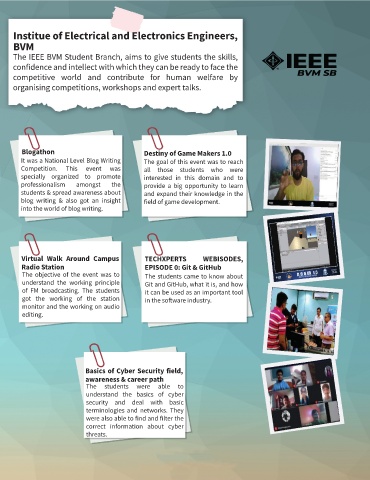 Institue of Electrical and Electronics Engineers,
BVM
The IEEE BVM Student Branch, aims to give students the skills,
confidence and intellect with which they can be ready to face the
competitive world and contribute for human welfare by
organising competitions, workshops and expert talks.
IEEE
BVM SB
Blogathon
It was a National Level Blog Writing
Competition. This event was
specially organized to promote
professionalism amongst the
students & spread awareness about
blog writing & also got an insight
into the world of blog writing.
Destiny of Game Makers 1.0
The goal of this event was to reach
all those students who were
interested in this domain and to
provide a big opportunity to learn
and expand their knowledge in the
field of game development.
Virtual Walk Around Campus
Radio Station
The objective of the event was to
understand the working principle
of FM broadcasting. The students
got the working of the station
monitor and the working on audio
editing.
TECHXPERTS WEBISODES,
EPISODE 0: Git & GitHub
The students came to know about
Git and GitHub, what it is, and how
it can be used as an important tool
in the software industry.
Basics of Cyber Security field,
awareness & career path
The students were able to
understand the basics of cyber
security and deal with basic
terminologies and networks. They
were also able to find and filter the
correct information about cyber
threats.